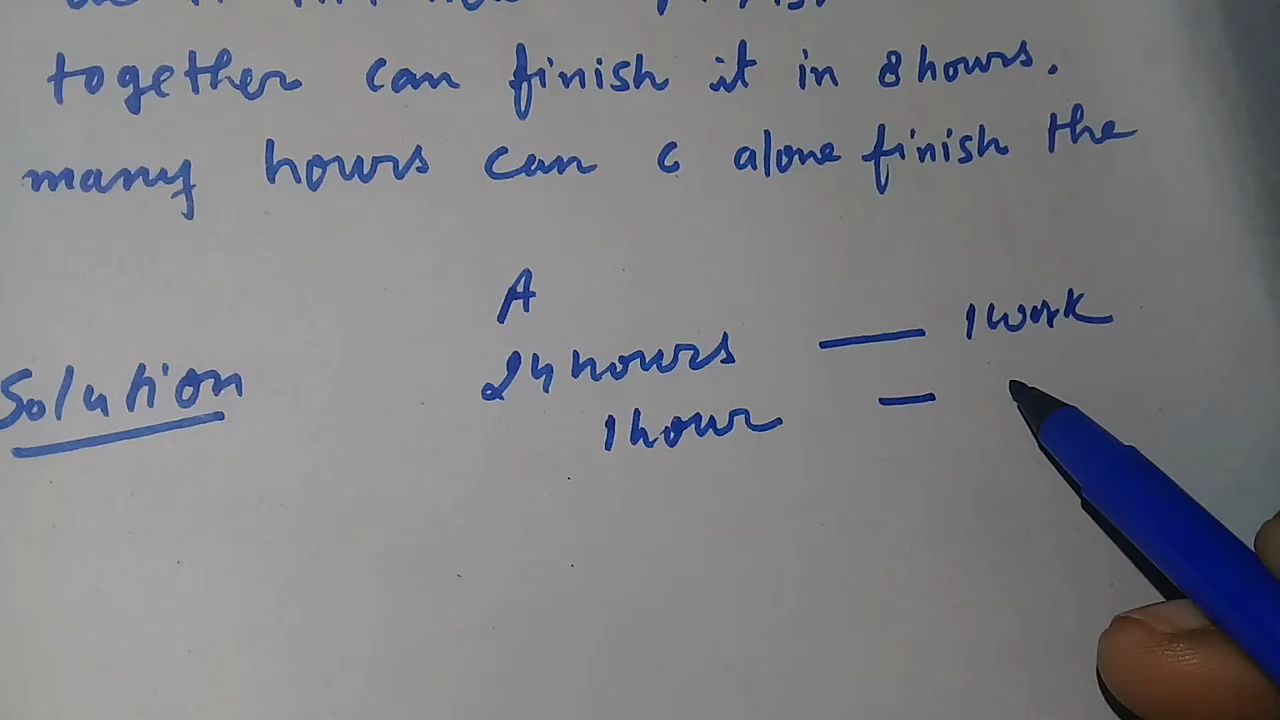 together can finish it in 8 hours.
many hours can C alone finish the
A
24 hours — 1 work
1 hour —
Solution